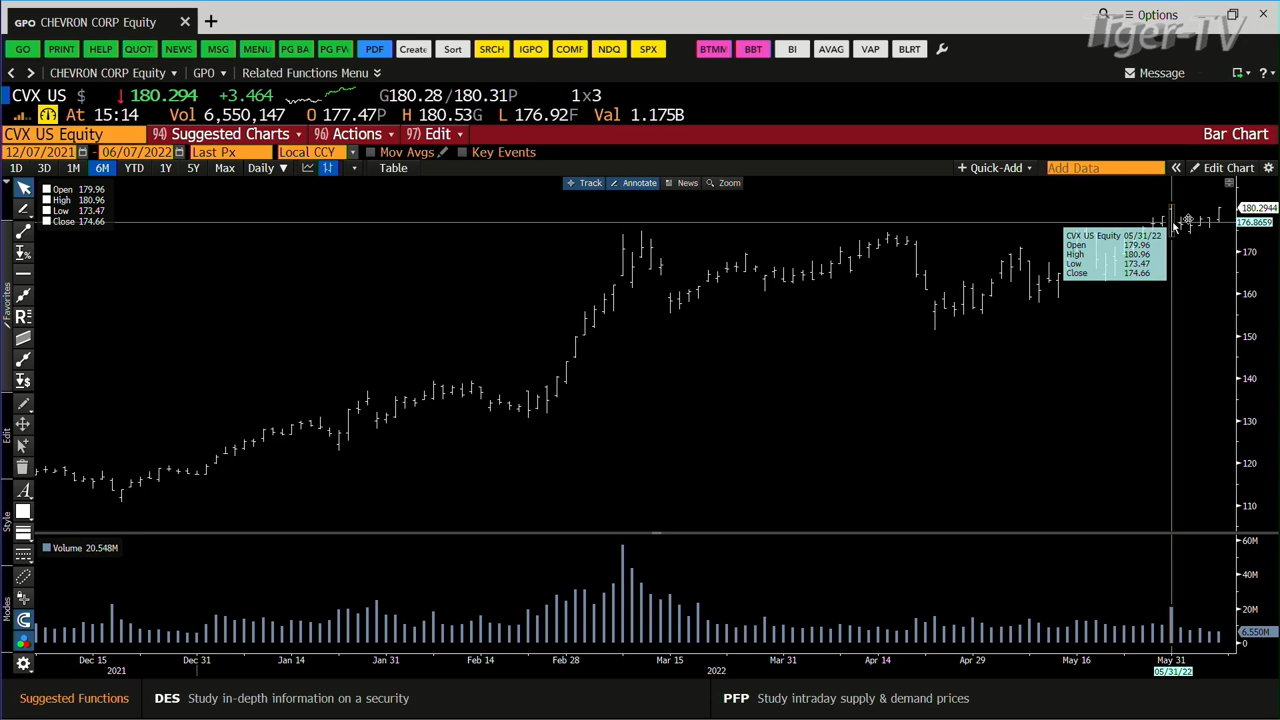 GPO CHEVRON CORP Equity × +
Options
Tiger-TV
GO PRINT HELP QUOT NEWS MSG MENU PG BA PG FW PDF Create Sort SRCH IGPO COMF NDQ SPX BTMM BBT BI AVAG VAP BLRT
CHEVRON CORP Equity GPO Related Functions Menu Message ?
CVX US $ ↓180.294 +3.464 G180.28/180.31P 1x3
At 15:14 Vol 6,550,147 O 177.47P H 180.53G L 176.92F Val 1.175B
CVX US Equity 94) Suggested Charts 96) Actions 97) Edit Bar Chart
12/07/2021 - 06/07/2022 Last Px Local CCY Mov Avgs Key Events
1D 3D 1M 6M YTD 1Y 5Y Max Daily Table + Quick-Add Add Data Edit Chart
Track Annotate News Zoom
Open 179.96
High 180.96
Low 173.47
Close 174.66
180.2944
176.8659
CVX US Equity 05/31/22
Open 179.96
High 180.96
Low 173.47
Close 174.66
170
160
150
140
130
120
110
Favorites
Edit
Style
Modes
Volume 20.548M
60M
40M
20M
6.550M
Dec 15 Dec 31 Jan 14 Jan 31 Feb 14 Feb 28 Mar 15 Mar 31 Apr 14 Apr 29 May 16 May 31
2021 2022 05/31/22
Suggested Functions DES Study in-depth information on a security PFP Study intraday supply & demand prices